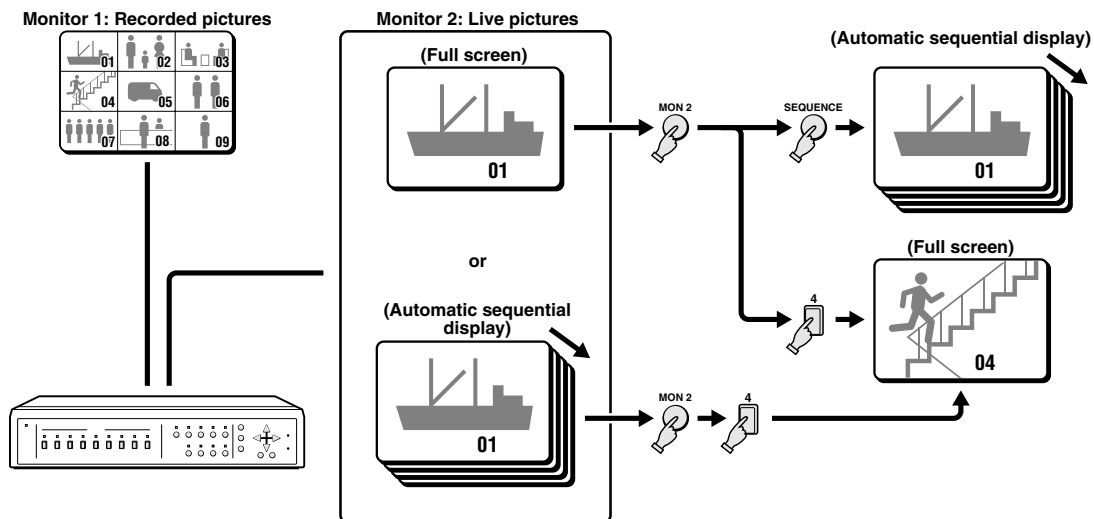 Monitor 1: Recorded pictures
01
02
03
04
05
06
07
08
09
Monitor 2: Live pictures
(Full screen)
01
or
(Automatic sequential
display)
01
MON 2
SEQUENCE
(Automatic sequential display)
01
4
(Full screen)
04
MON 2
4